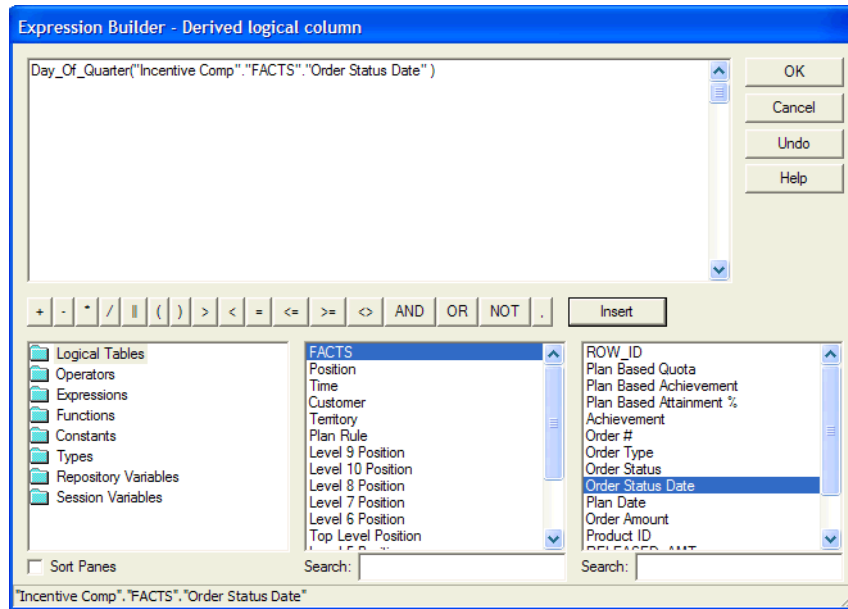 Expression Builder - Derived logical column
Day_Of_Quarter("Incentive Comp"."FACTS"."Order Status Date" )
OK
Cancel
Undo
Help
+ - * / || ( ) > < = <= >= <> AND OR NOT , Insert
Logical Tables
Operators
Expressions
Functions
Constants
Types
Repository Variables
Session Variables
FACTS
Position
Time
Customer
Territory
Plan Rule
Level 9 Position
Level 10 Position
Level 8 Position
Level 7 Position
Level 6 Position
Top Level Position
Level 5 Position
ROW_ID
Plan Based Quota
Plan Based Achievement
Plan Based Attainment %
Achievement
Order #
Order Type
Order Status
Order Status Date
Plan Date
Order Amount
Product ID
RELEASED_AMT
Sort Panes
Search:
Search:
"Incentive Comp"."FACTS"."Order Status Date"